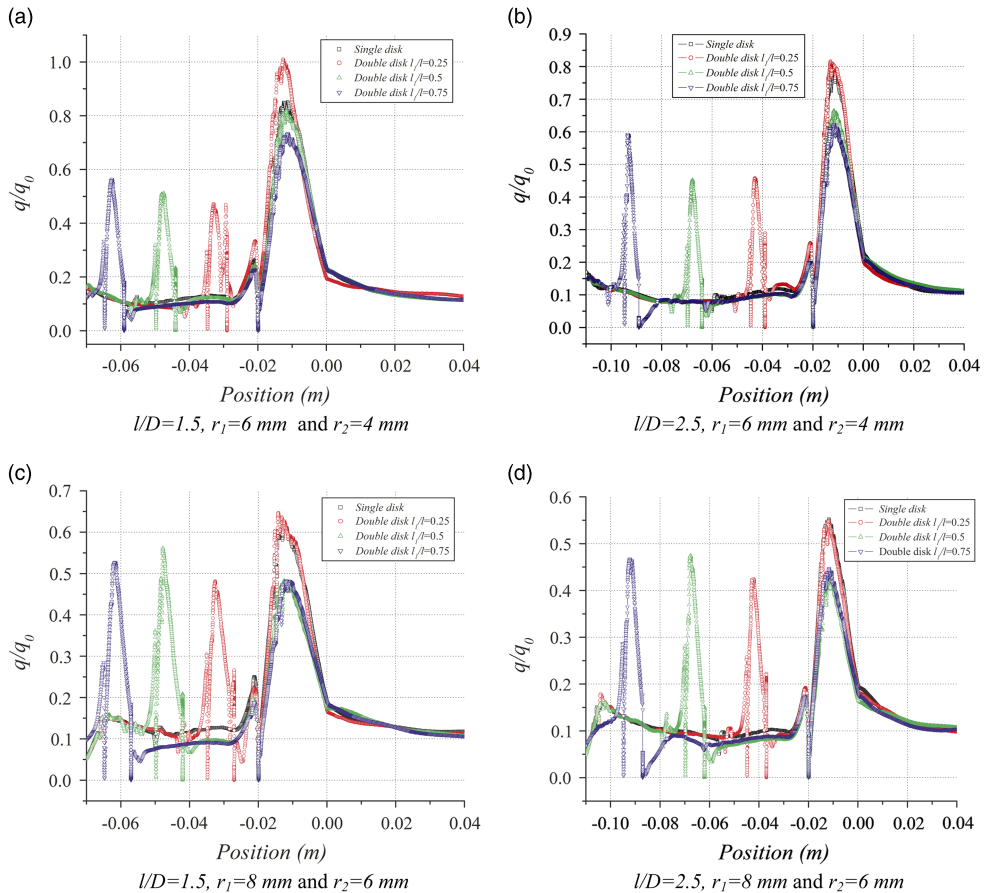 (a)
1.0
0.8
0.6
0.4
0.2
0.0
q/q0
Single disk
Double disk l1/l=0.25
Double disk l1/l=0.5
Double disk l1/l=0.75
-0.06 -0.04 -0.02 0.00 0.02 0.04
Position (m)
l/D=1.5, r1=6 mm and r2=4 mm
(b)
0.9
0.8
0.7
0.6
0.5
0.4
0.3
0.2
0.1
0.0
q/q0
Single disk
Double disk l1/l=0.25
Double disk l1/l=0.5
Double disk l1/l=0.75
-0.10 -0.08 -0.06 -0.04 -0.02 0.00 0.02 0.04
Position (m)
l/D=2.5, r1=6 mm and r2=4 mm
(c)
0.7
0.6
0.5
0.4
0.3
0.2
0.1
0.0
q/q0
Single disk
Double disk l1/l=0.25
Double disk l1/l=0.5
Double disk l1/l=0.75
-0.06 -0.04 -0.02 0.00 0.02 0.04
Position (m)
l/D=1.5, r1=8 mm and r2=6 mm
(d)
0.6
0.5
0.4
0.3
0.2
0.1
0.0
q/q0
Single disk
Double disk l1/l=0.25
Double disk l1/l=0.5
Double disk l1/l=0.75
-0.10 -0.08 -0.06 -0.04 -0.02 0.00 0.02 0.04
Position (m)
l/D=2.5, r1=8 mm and r2=6 mm